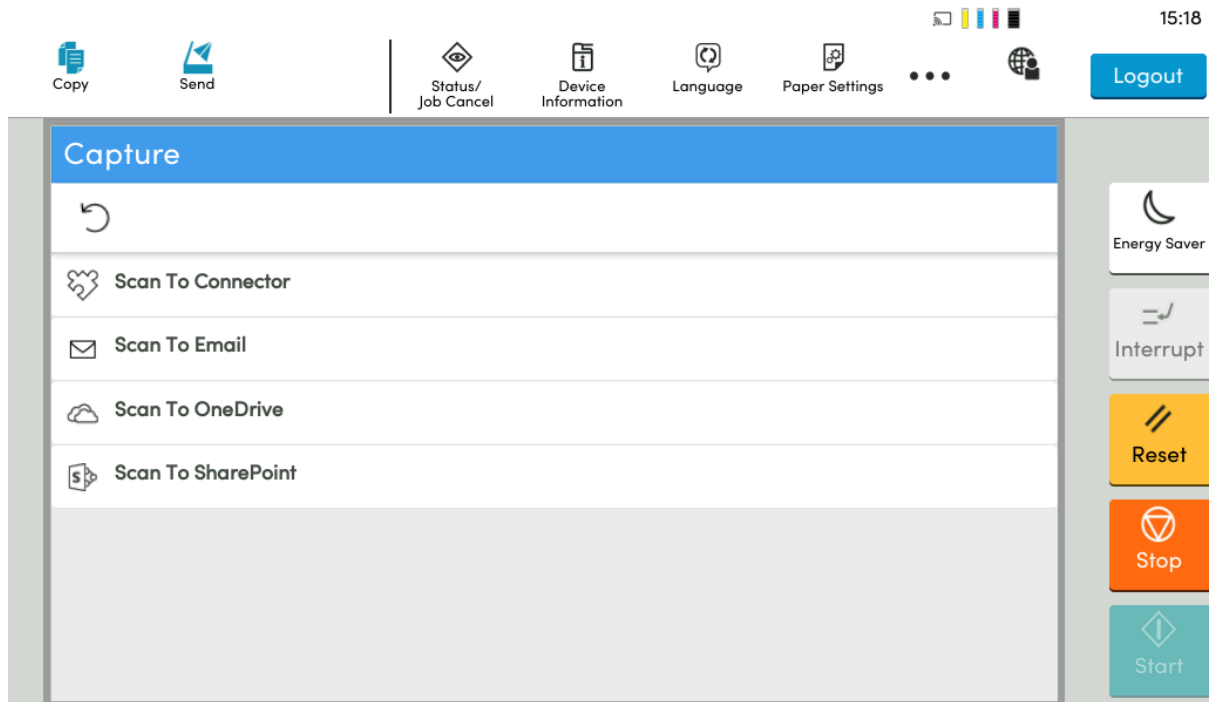 15:18
Copy
Send
Status/
Job Cancel
Device
Information
Language
Paper Settings
Logout
Capture
Energy Saver
Scan To Connector
Interrupt
Scan To Email
Scan To OneDrive
Reset
Scan To SharePoint
Stop
Start